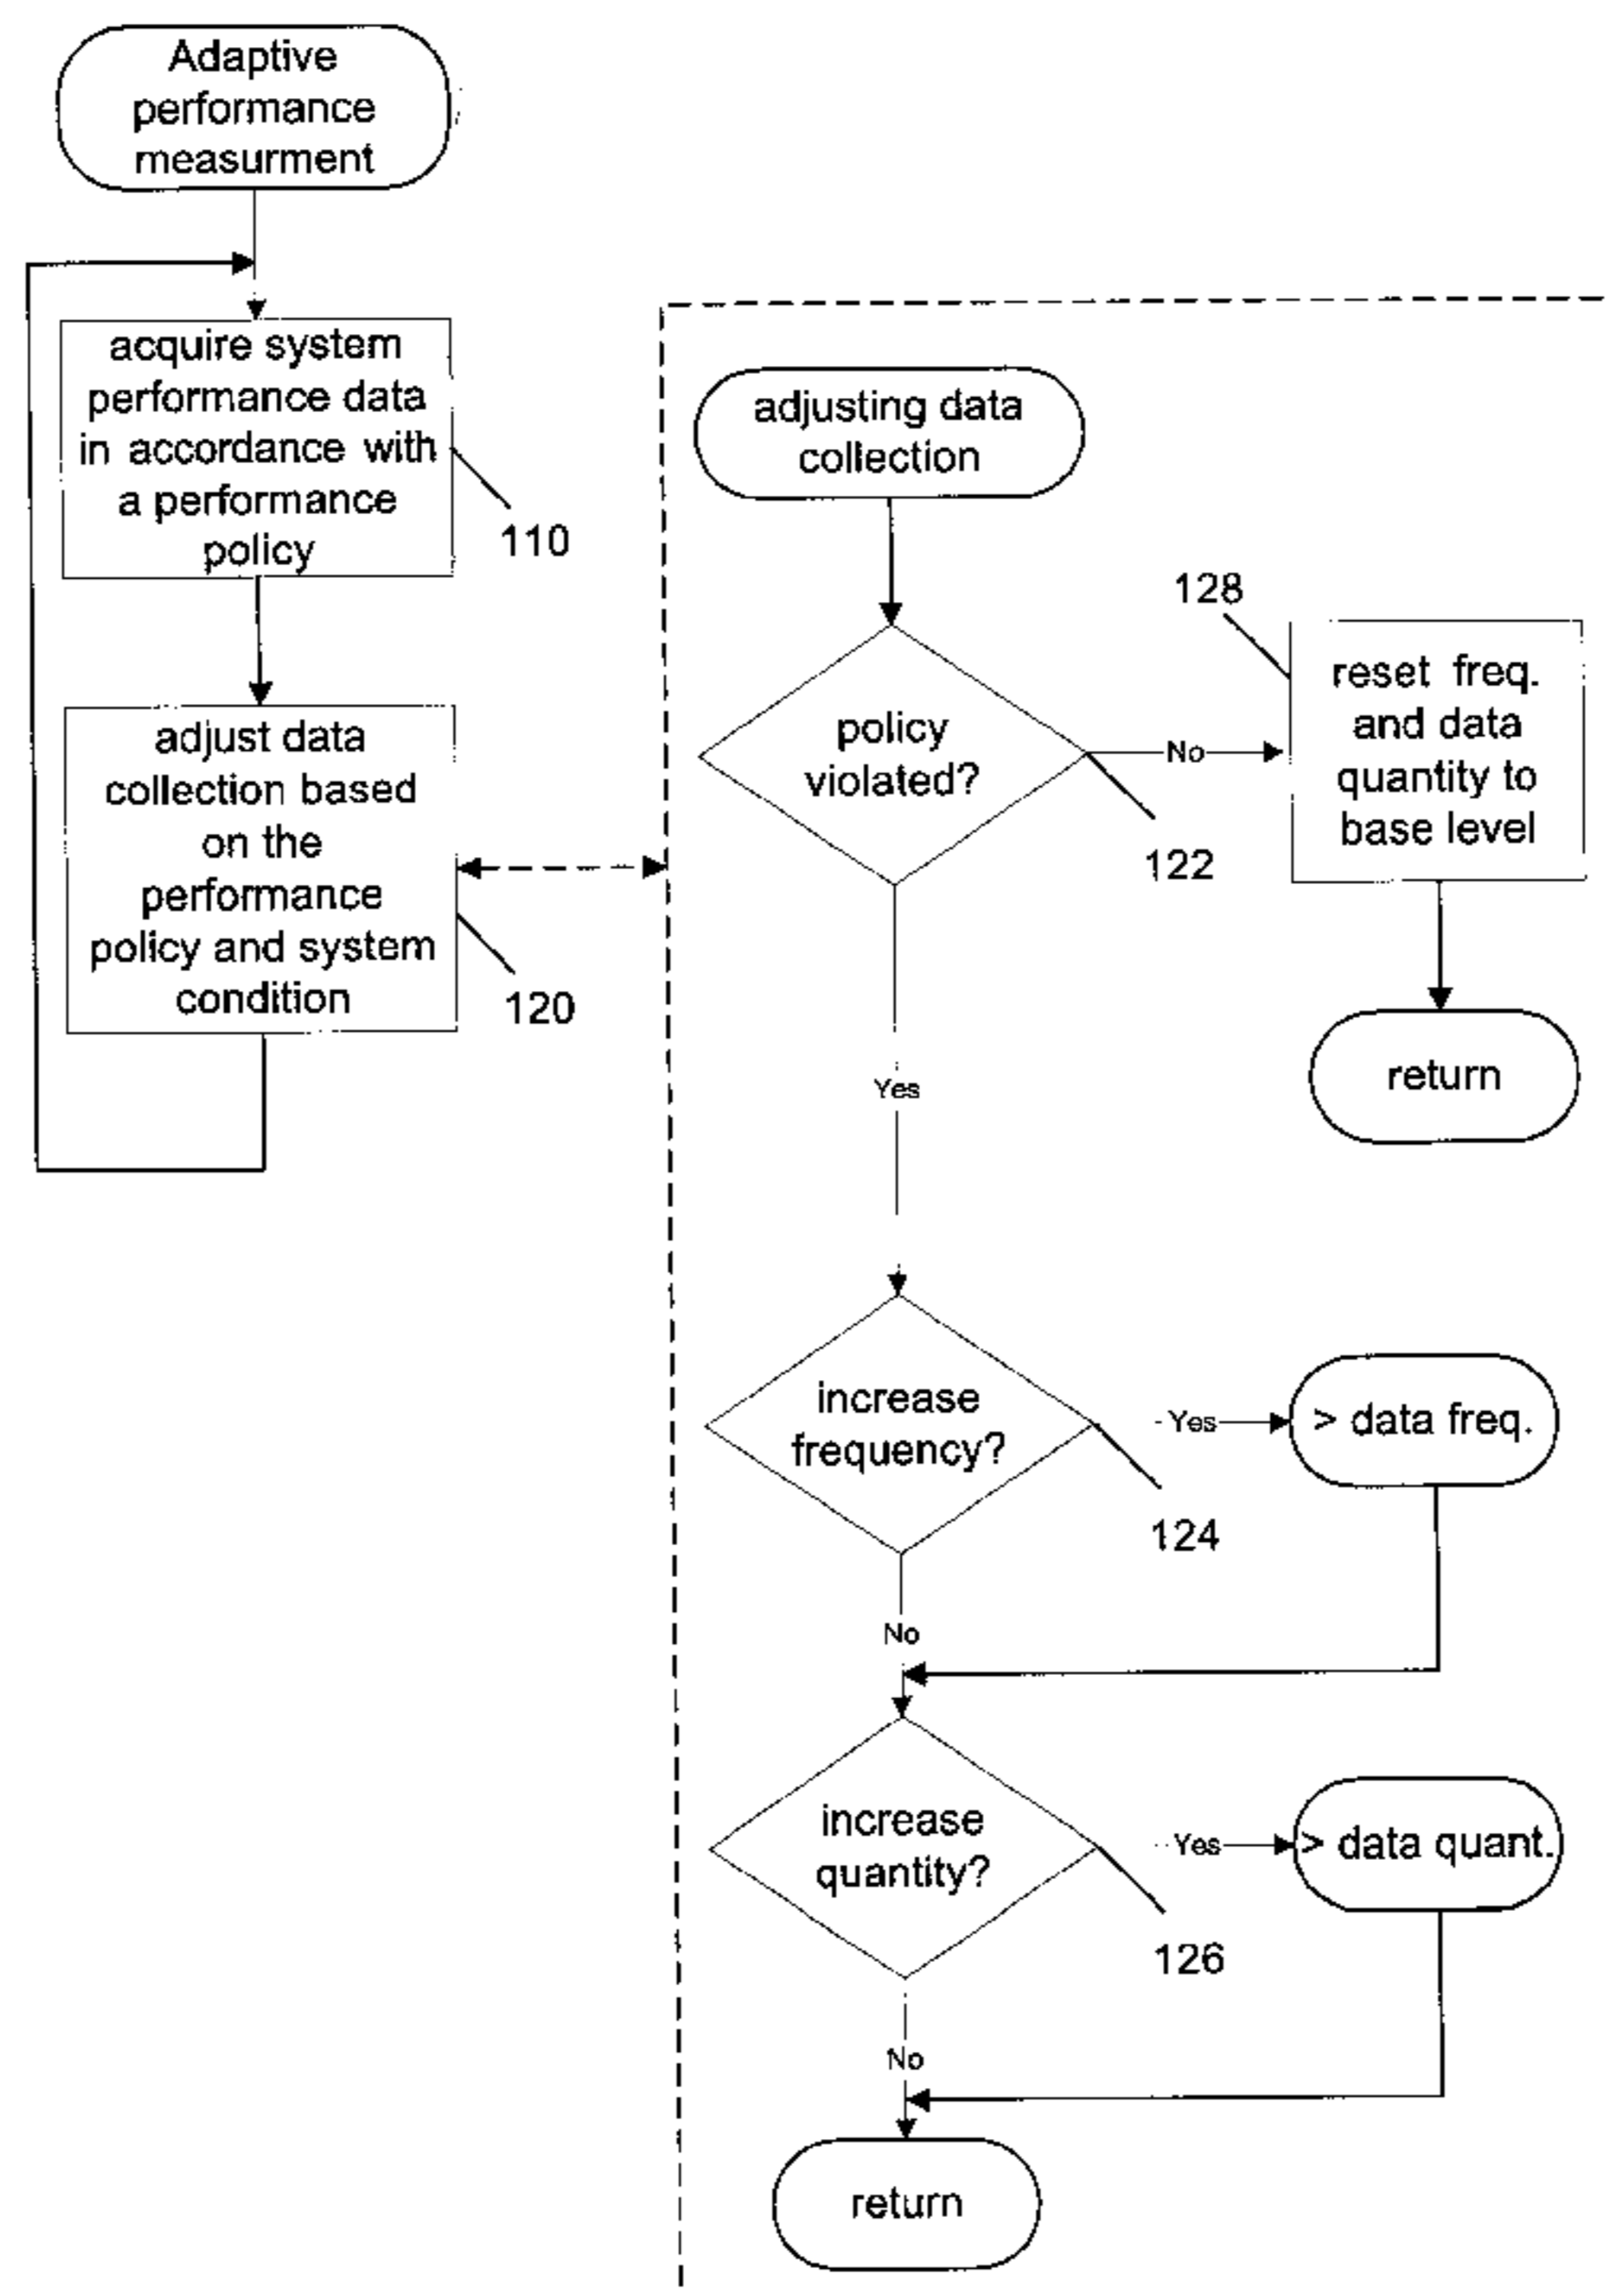 Adaptive
performance
measurment
acquire system
performance data
in accordance with
a performance
policy
110
adjust data
collection based
on the
performance
policy and system
condition
120
adjusting data
collection
policy
violated?
122
No
128
reset freq.
and data
quantity to
base level
return
Yes
increase
frequency?
124
Yes
> data freq.
No
increase
quantity?
126
Yes
> data quant.
No
return